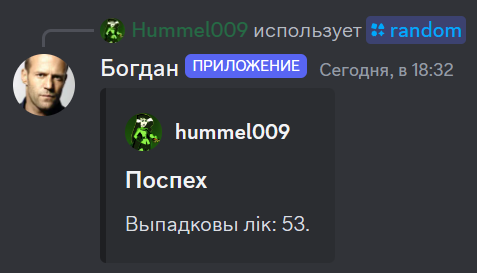 Hummel009 использует random
Богдан ПРИЛОЖЕНИЕ Сегодня, в 18:32
hummel009
Поспех
Выпадковы лік: 53.